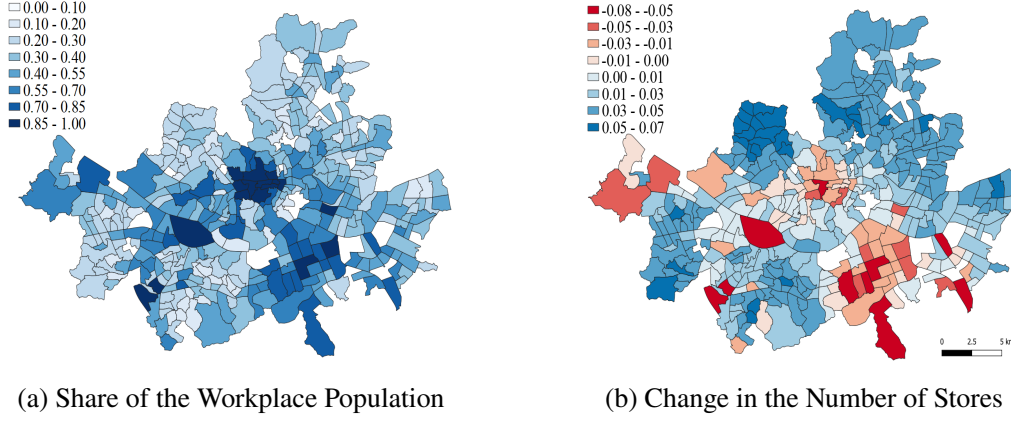 0.00 - 0.10
0.10 - 0.20
0.20 - 0.30
0.30 - 0.40
0.40 - 0.55
0.55 - 0.70
0.70 - 0.85
0.85 - 1.00
(a) Share of the Workplace Population
-0.08 - -0.05
-0.05 - -0.03
-0.03 - -0.01
-0.01 - 0.00
0.00 - 0.01
0.01 - 0.03
0.03 - 0.05
0.05 - 0.07
0 2.5 5 km
(b) Change in the Number of Stores